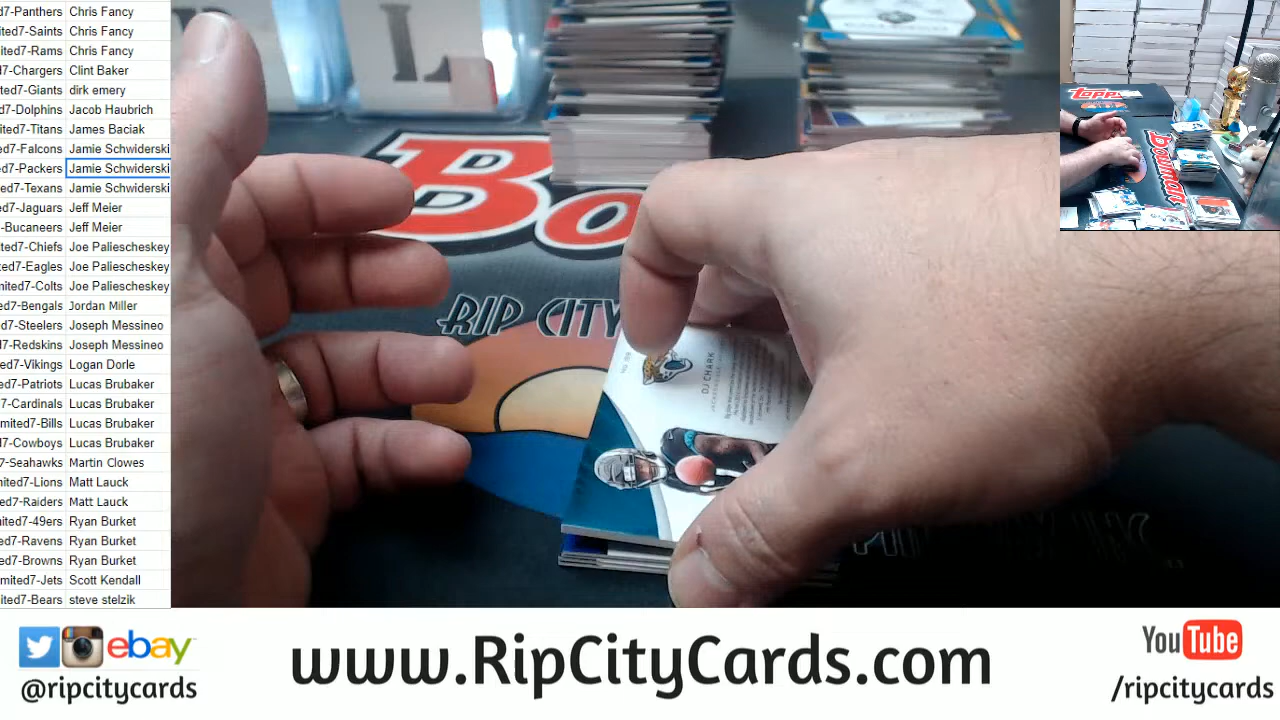 d7-Panthers Chris Fancy
ited7-Saints Chris Fancy
ited7-Rams Chris Fancy
d7-Chargers Clint Baker
ited7-Giants dirk emery
d7-Dolphins Jacob Haubrich
nited7-Titans James Baciak
ed7-Falcons Jamie Schwiderski
ed7-Packers Jamie Schwiderski
ited7-Texans Jamie Schwiderski
ed7-Jaguars Jeff Meier
-Bucaneers Jeff Meier
ted7-Chiefs Joe Paliescheskey
ted7-Eagles Joe Paliescheskey
mited7-Colts Joe Paliescheskey
ed7-Bengals Jordan Miller
ed7-Steelers Joseph Messineo
ed7-Redskins Joseph Messineo
ted7-Vikings Logan Dorle
ed7-Patriots Lucas Brubaker
7-Cardinals Lucas Brubaker
mited7-Bills Lucas Brubaker
d7-Cowboys Lucas Brubaker
7-Seahawks Martin Clowes
mited7-Lions Matt Lauck
ed7-Raiders Matt Lauck
nited7-49ers Ryan Burket
ed7-Ravens Ryan Burket
ed7-Browns Ryan Burket
mited7-Jets Scott Kendall
ited7-Bears steve stelzik
L
Bo
RIP CITY
DJ CHARK
Topps
Bowman
ebay
@ripcitycards
www.RipCityCards.com
YouTube
/ripcitycards